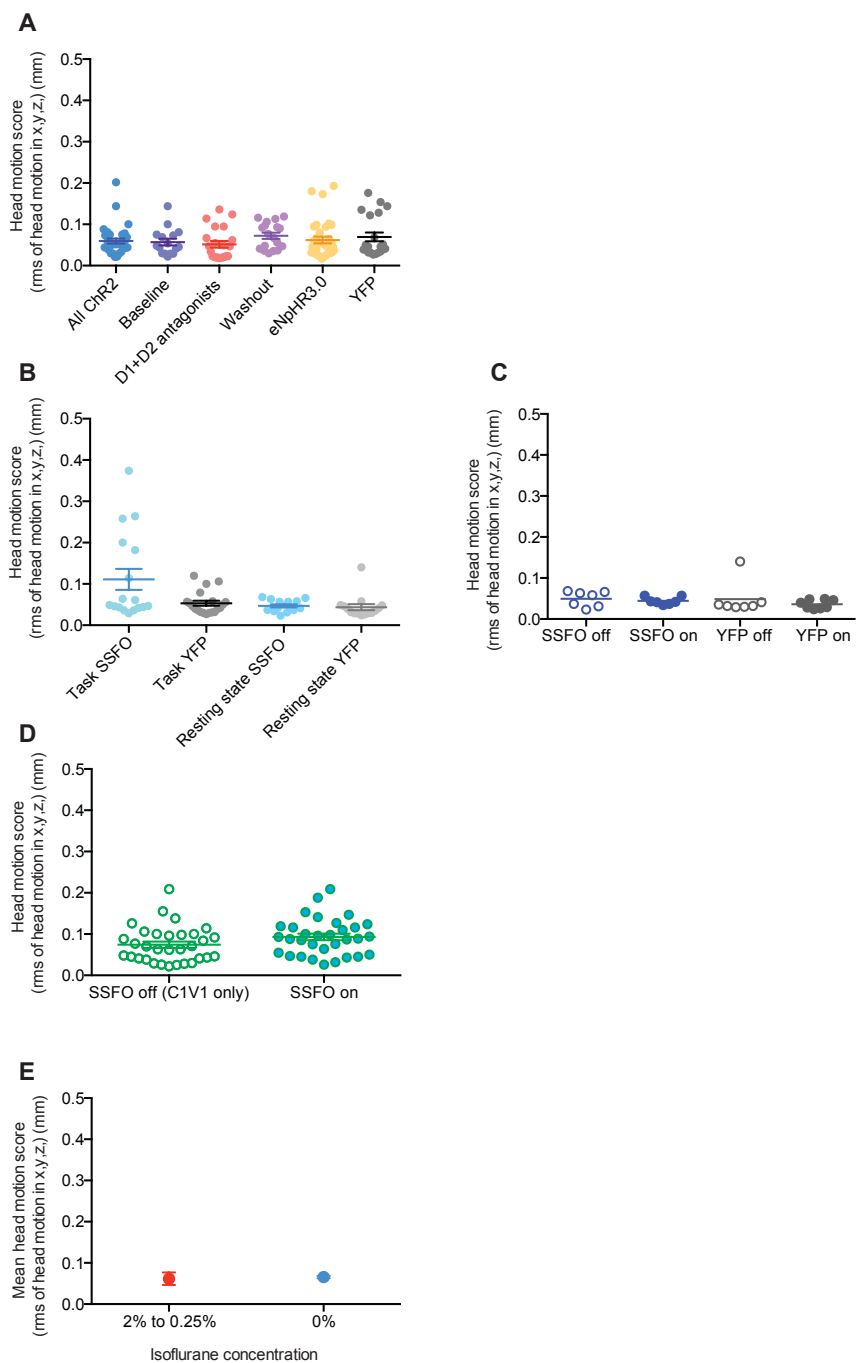 A
Head motion score
(rms of head motion in x,y,z,) (mm)
0.5
0.4
0.3
0.2
0.1
0.0
All ChR2
Baseline
D1+D2 antagonists
Washout
eNpHR3.0
YFP
B
Head motion score
(rms of head motion in x,y,z,) (mm)
0.5
0.4
0.3
0.2
0.1
0.0
Task SSFO
Task YFP
Resting state SSFO
Resting state YFP
C
Head motion score
(rms of head motion in x,y,z,) (mm)
0.5
0.4
0.3
0.2
0.1
0.0
SSFO off
SSFO on
YFP off
YFP on
D
Head motion score
(rms of head motion in x,y,z,) (mm)
0.5
0.4
0.3
0.2
0.1
0.0
SSFO off (C1V1 only)
SSFO on
E
Mean head motion score
(rms of head motion in x,y,z,) (mm)
0.5
0.4
0.3
0.2
0.1
0.0
2% to 0.25%
0%
Isoflurane concentration